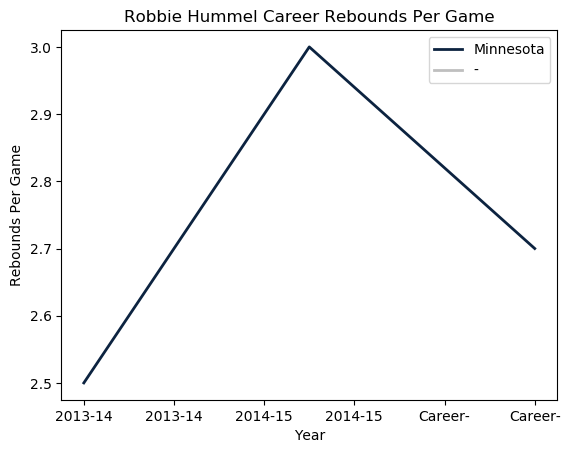 Robbie Hummel Career Rebounds Per Game
Minnesota
-
3.0
2.9
2.8
2.7
2.6
2.5
Rebounds Per Game
2013-14 2013-14 2014-15 2014-15 Career- Career-
Year